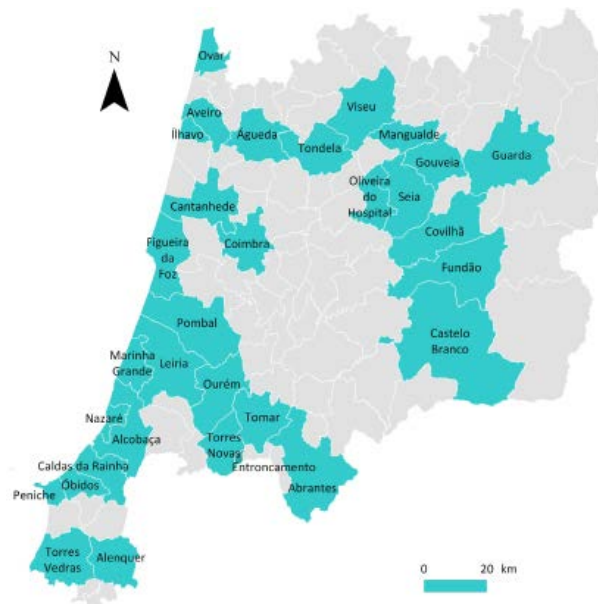 Ovar
N
Viseu
Aveiro
Ílhavo
Águeda
Tondela
Mangualde
Gouveia
Guarda
Oliveira
do
Hospital
Seia
Cantanhede
Covilhã
Coimbra
Figueira
da
Foz
Fundão
Pombal
Castelo
Branco
Marinha
Grande
Leiria
Ourém
Nazaré
Tomar
Alcobaça
Torres
Novas
Caldas da Rainha
Entroncamento
Óbidos
Peniche
Abrantes
Torres
Vedras
Alenquer
0 20 km